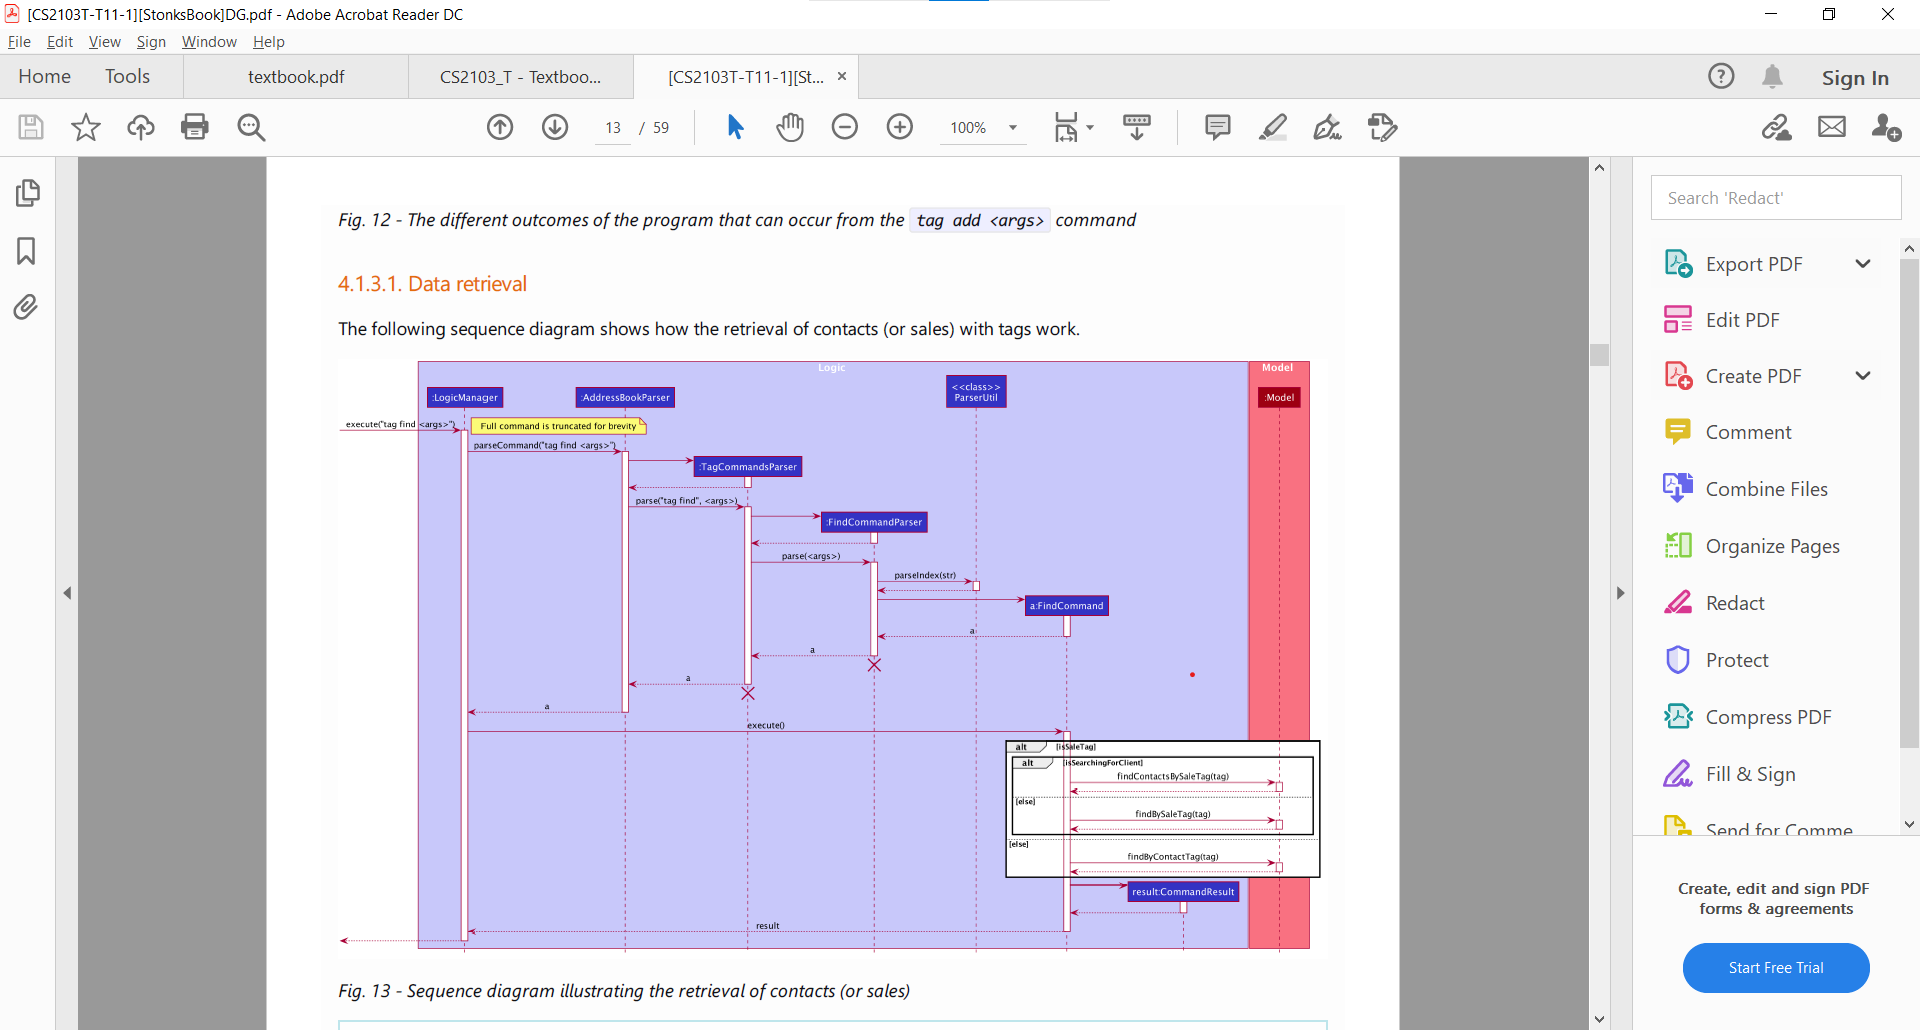 [CS2103T-T11-1][StonksBook]DG.pdf - Adobe Acrobat Reader DC
File Edit View Sign Window Help
Home Tools textbook.pdf CS2103_T - Textboo... [CS2103T-T11-1][St... × Sign In
13 / 59 100%
Fig. 12 - The different outcomes of the program that can occur from the tag add <args> command
4.1.3.1. Data retrieval
The following sequence diagram shows how the retrieval of contacts (or sales) with tags work.
Logic Model
:LogicManager :AddressBookParser <<class>>
ParserUtil :Model
execute("tag find <args>") Full command is truncated for brevity
parseCommand("tag find <args>")
:TagCommandsParser
parse("tag find", <args>)
:FindCommandParser
parse(<args>)
parseIndex(str)
a:FindCommand
a
a
a
a
execute()
alt [isSaleTag]
alt [isSearchingForClient]
findContactsBySaleTag(tag)
[else]
findBySaleTag(tag)
[else]
findByContactTag(tag)
result:CommandResult
result
Fig. 13 - Sequence diagram illustrating the retrieval of contacts (or sales)
Search 'Redact'
Export PDF
Edit PDF
Create PDF
Comment
Combine Files
Organize Pages
Redact
Protect
Compress PDF
Fill & Sign
Send for Comme
Create, edit and sign PDF
forms & agreements
Start Free Trial